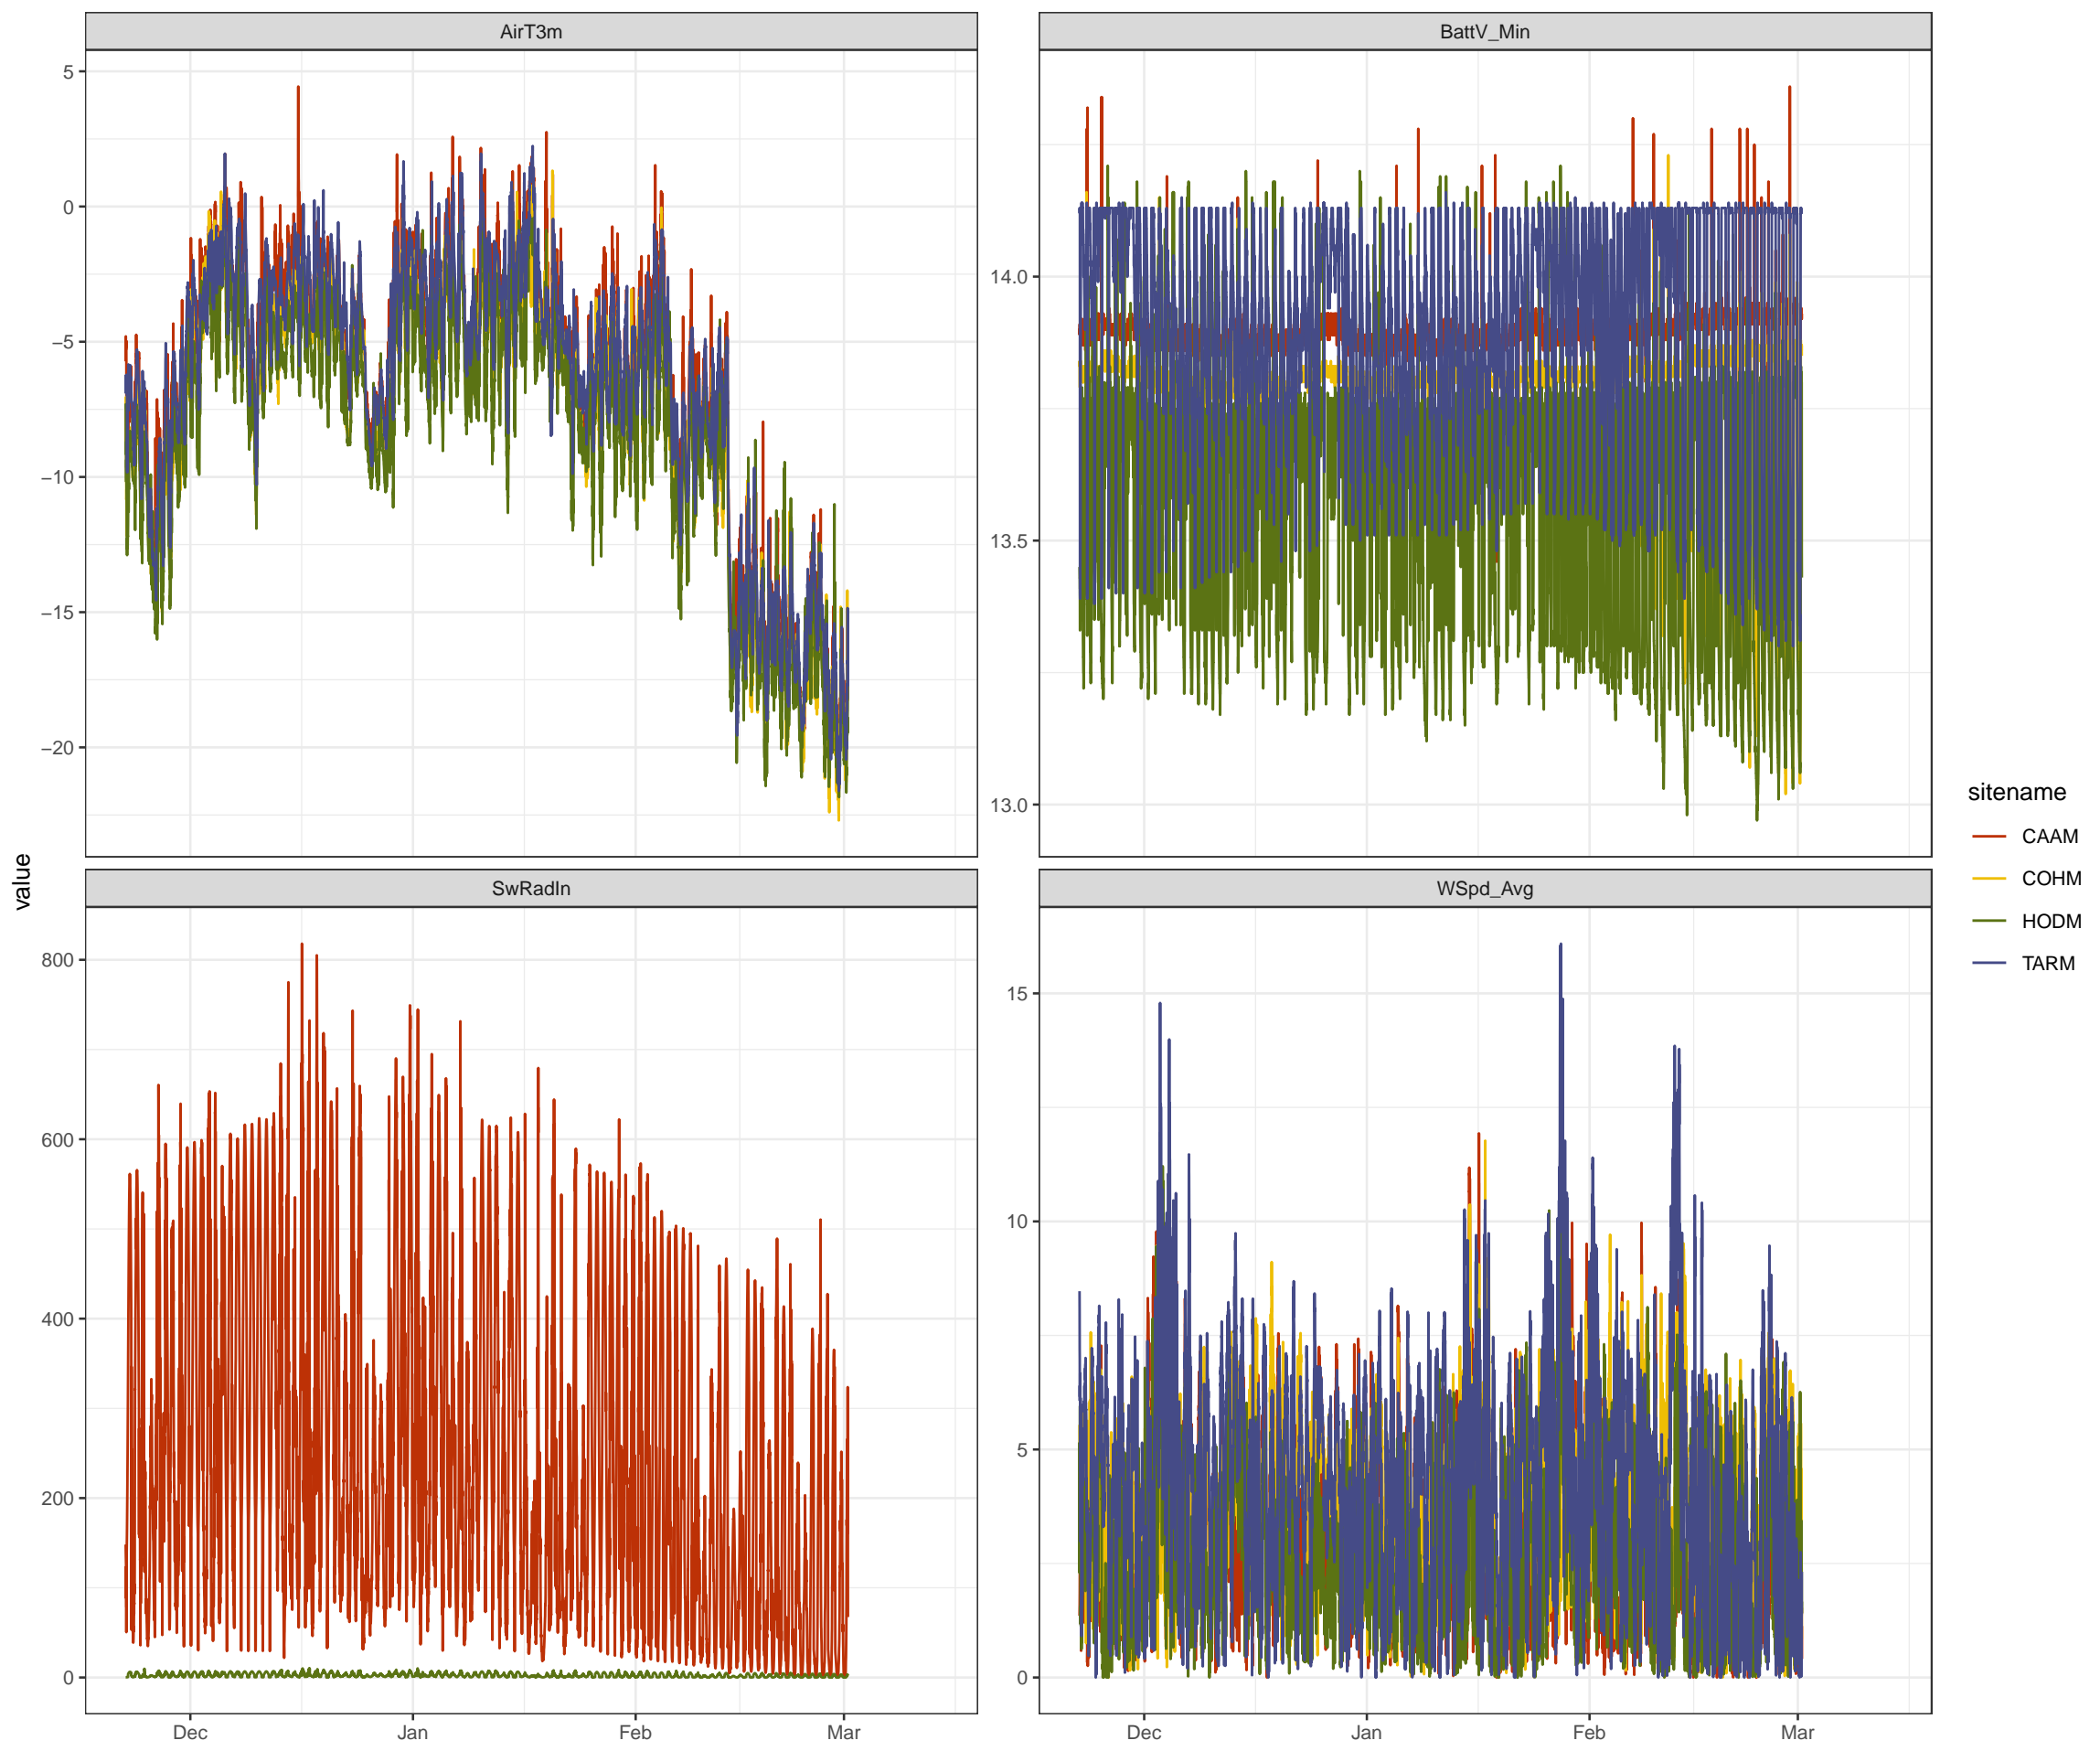 AirT3m
BattV_Min
5
0
−5
−10
−15
−20
14.0
13.5
13.0
value
SwRadIn
WSpd_Avg
800
600
400
200
0
15
10
5
0
Dec
Jan
Feb
Mar
Dec
Jan
Feb
Mar
sitename
CAAM
COHM
HODM
TARM